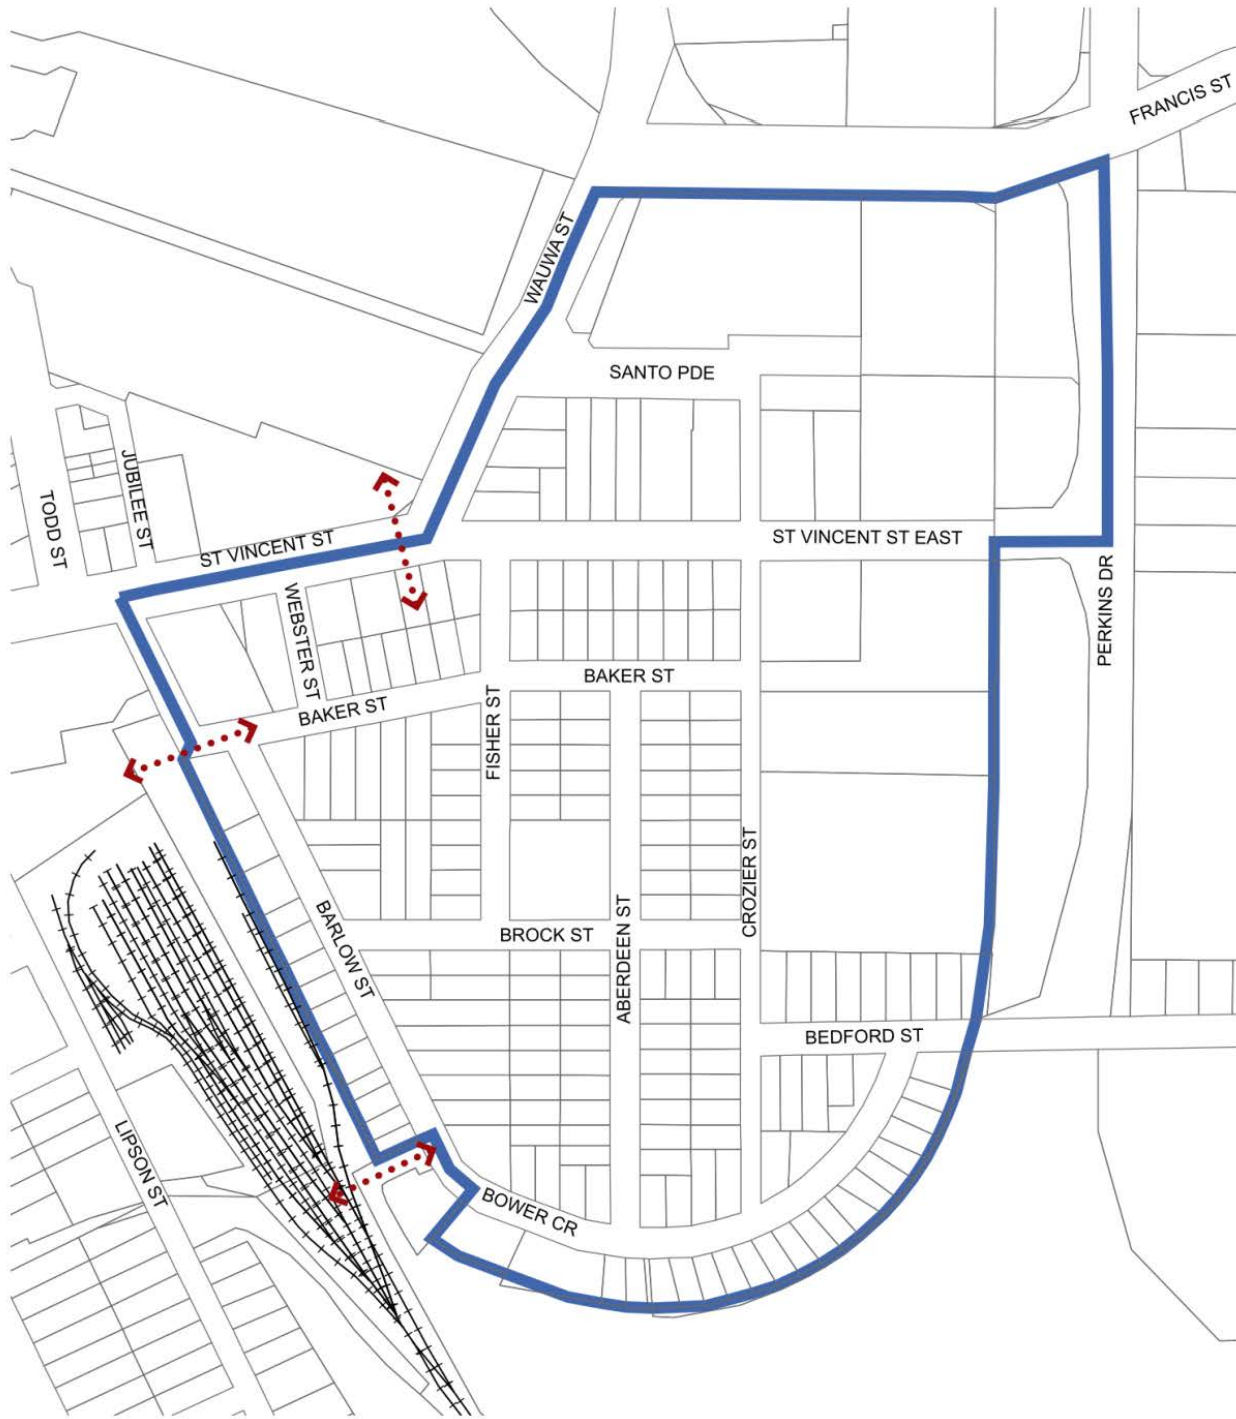 FRANCIS ST
WAUWA ST
SANTO PDE
JUBILEE ST
TODD ST
ST VINCENT ST
ST VINCENT ST EAST
PERKINS DR
WEBSTER ST
BAKER ST
BAKER ST
FISHER ST
CROZIER ST
BARLOW ST
BROCK ST
ABERDEEN ST
BEDFORD ST
LIPSON ST
BOWER CR